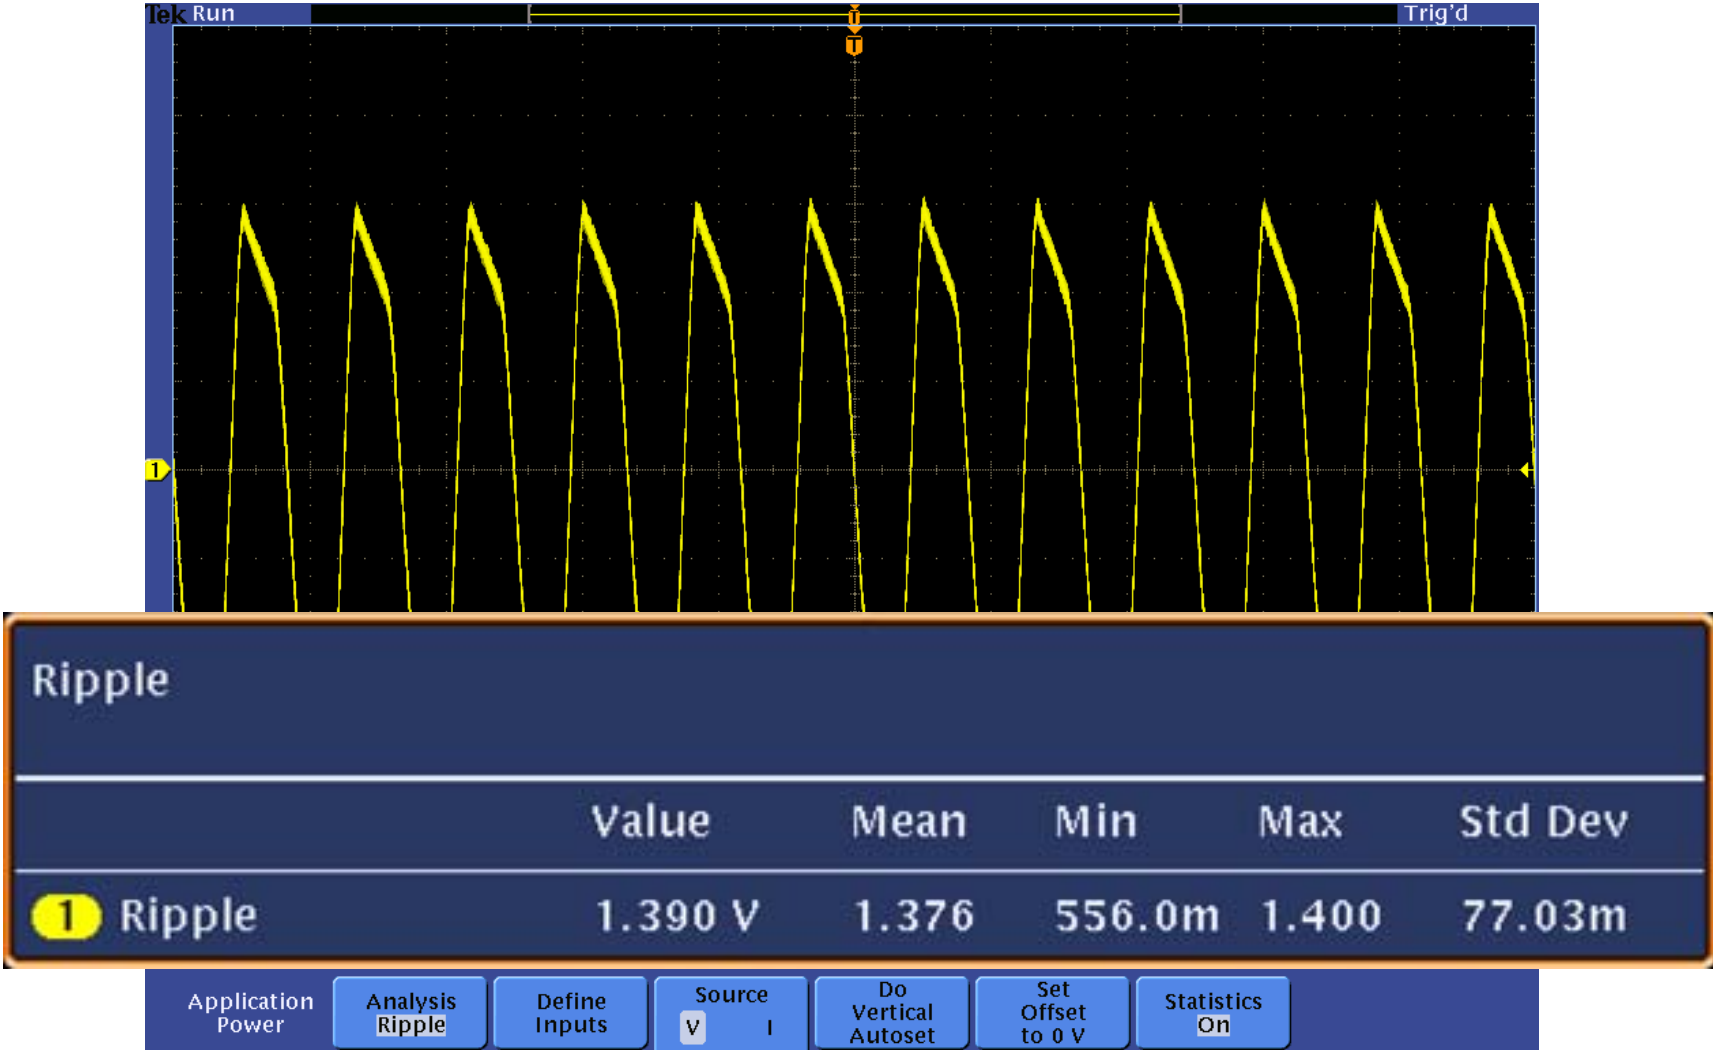 Tek Run Trig'd
T
T
1
Ripple
Value Mean Min Max Std Dev
1 Ripple 1.390 V 1.376 556.0m 1.400 77.03m
Application
Power
Analysis
Ripple
Define
Inputs
Source
V I
Do
Vertical
Autoset
Set
Offset
to 0 V
Statistics
On